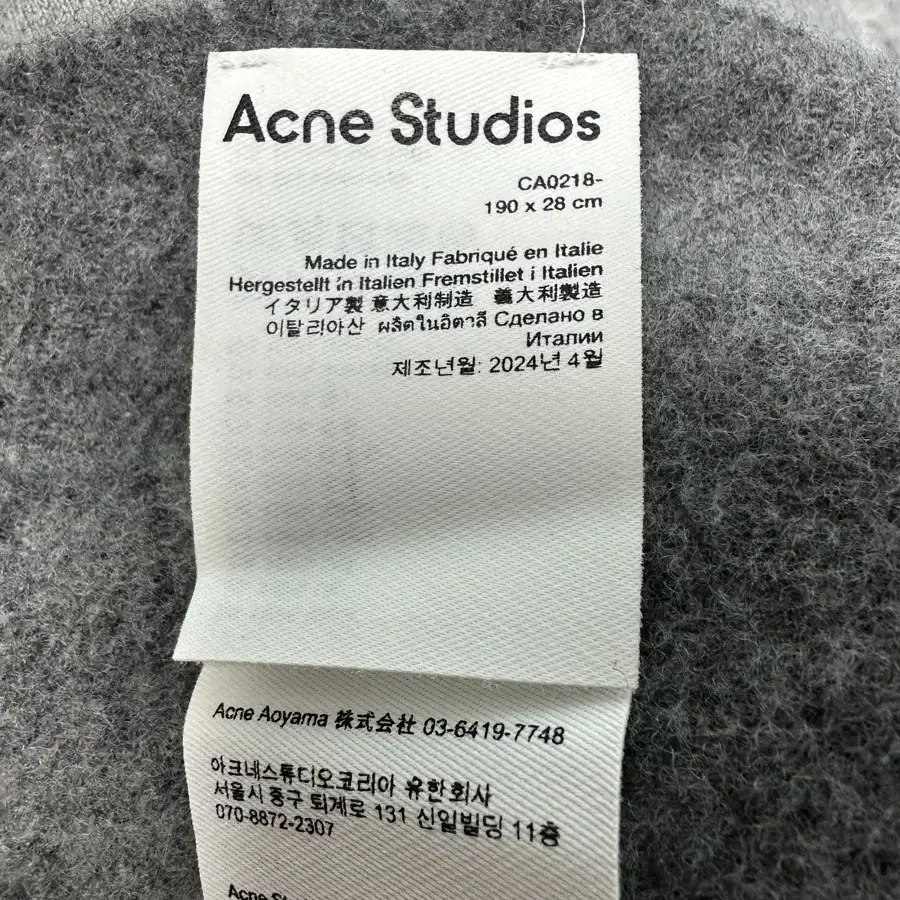 Acne Studios
CA0218-
190 x 28 cm
Made in Italy Fabriqué en Italie
Hergestellt in Italien Fremstillet i Italien
イタリア製 意大利制造 義大利製造
이탈리아산 ผลิตในอิตาลี Сделано в
Италии
제조년월: 2024년 4월
Acne Aoyama 株式会社 03-6419-7748
아크네스튜디오코리아 유한회사
서울시 중구 퇴계로 131 신일빌딩 11층
070-8872-2307
Acne